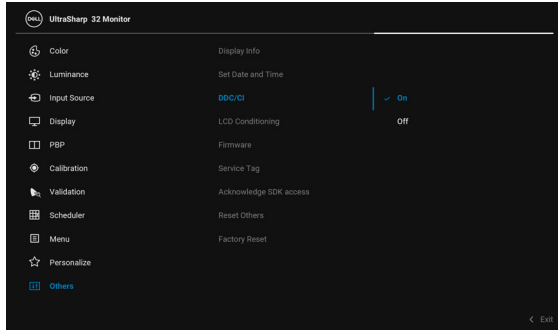 DELL UltraSharp 32 Monitor
Color
Luminance
Input Source
Display
PBP
Calibration
Validation
Scheduler
Menu
Personalize
Others
Display Info
Set Date and Time
DDC/CI
LCD Conditioning
Firmware
Service Tag
Acknowledge SDK access
Reset Others
Factory Reset
On
Off
Exit